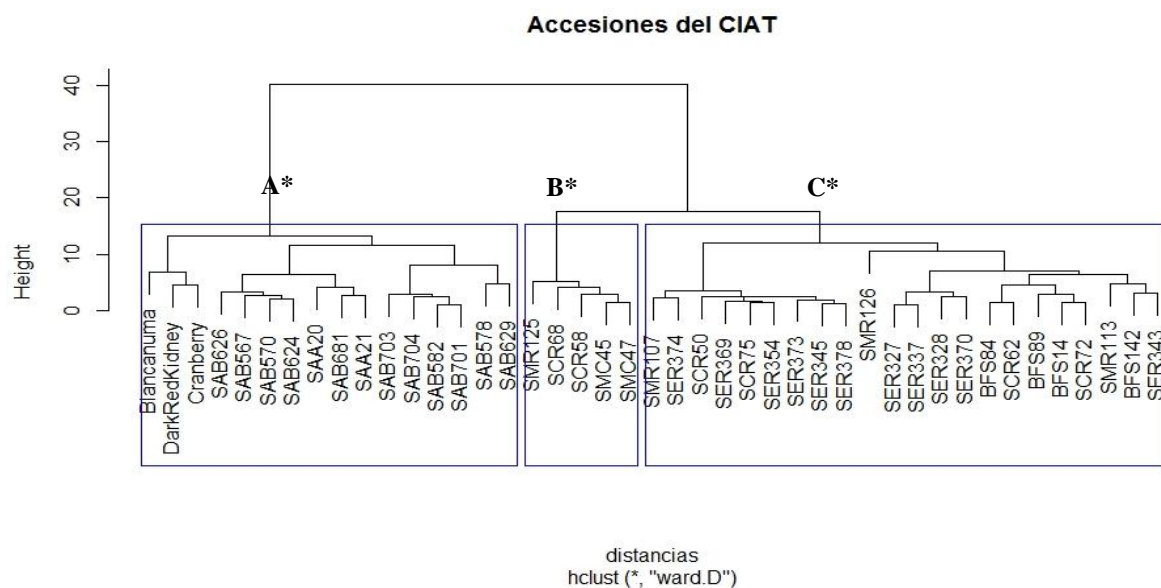 Accesiones del CIAT
Height
40
30
20
10
0
A*
B*
C*
Blancanuma
DarkRedKidney
Cranberry
SAB626
SAB567
SAB570
SAB624
SAA20
SAB681
SAA21
SAB703
SAB704
SAB582
SAB701
SAB578
SAB629
SMR125
SCR68
SCR58
SMC45
SMC47
SMR107
SER374
SCR50
SER369
SCR75
SER354
SER373
SER345
SER378
SMR126
SER327
SER337
SER328
SER370
BFS84
SCR62
BFS89
BFS14
SCR72
SMR113
BFS142
SER343
distancias
hclust (*, "ward.D")